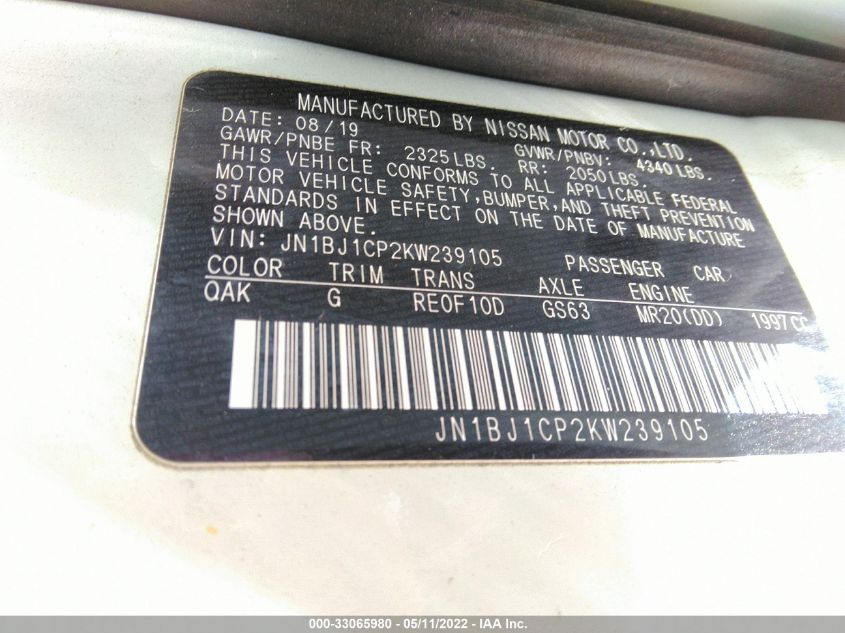 MANUFACTURED BY NISSAN MOTOR CO.,LTD.
DATE: 08/19 GVWR/PNBV: 4340 LBS.
GAWR/PNBE FR: 2325LBS. RR: 2050LBS.
THIS VEHICLE CONFORMS TO ALL APPLICABLE FEDERAL
MOTOR VEHICLE SAFETY,BUMPER,AND THEFT PREVENTION
STANDARDS IN EFFECT ON THE DATE OF MANUFACTURE
SHOWN ABOVE.
VIN: JN1BJ1CP2KW239105 PASSENGER CAR
COLOR TRIM TRANS AXLE ENGINE
QAK G RE0F10D GS63 MR20(DD) 1997CC
JN1BJ1CP2KW239105
000-33065980 - 05/11/2022 - IAA Inc.